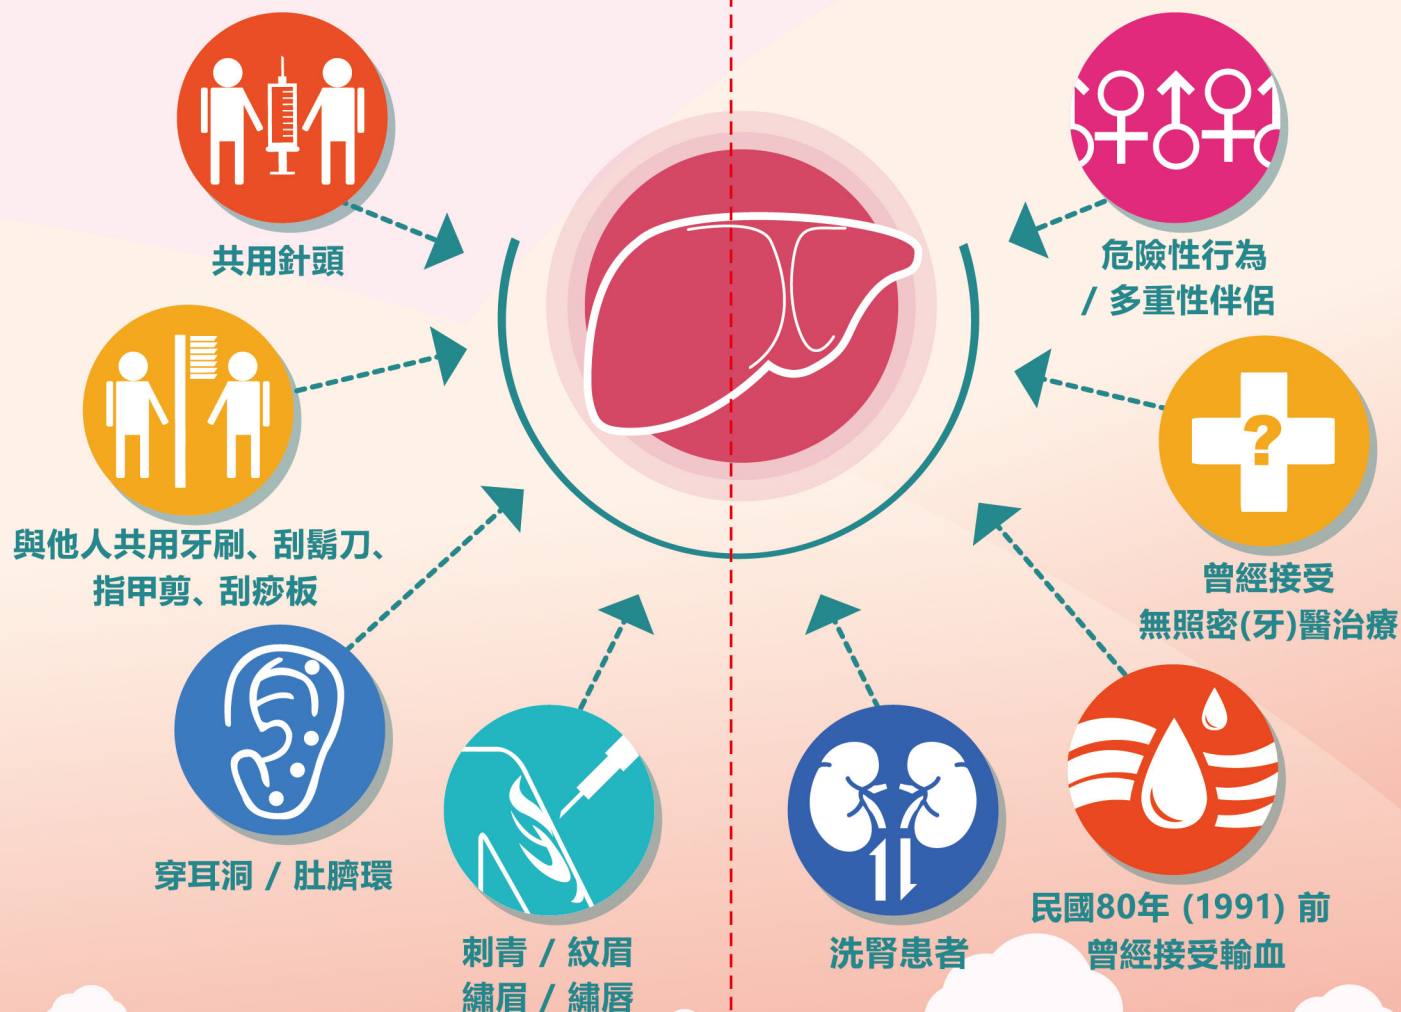 共用針頭
與他人共用牙刷、刮鬍刀、
指甲剪、刮痧板
穿耳洞 / 肚臍環
刺青 / 紋眉
繡眉 / 繡唇
危險性行為
/ 多重性伴侶
?
曾經接受
無照密(牙)醫治療
民國80年 (1991) 前
曾經接受輸血
洗腎患者